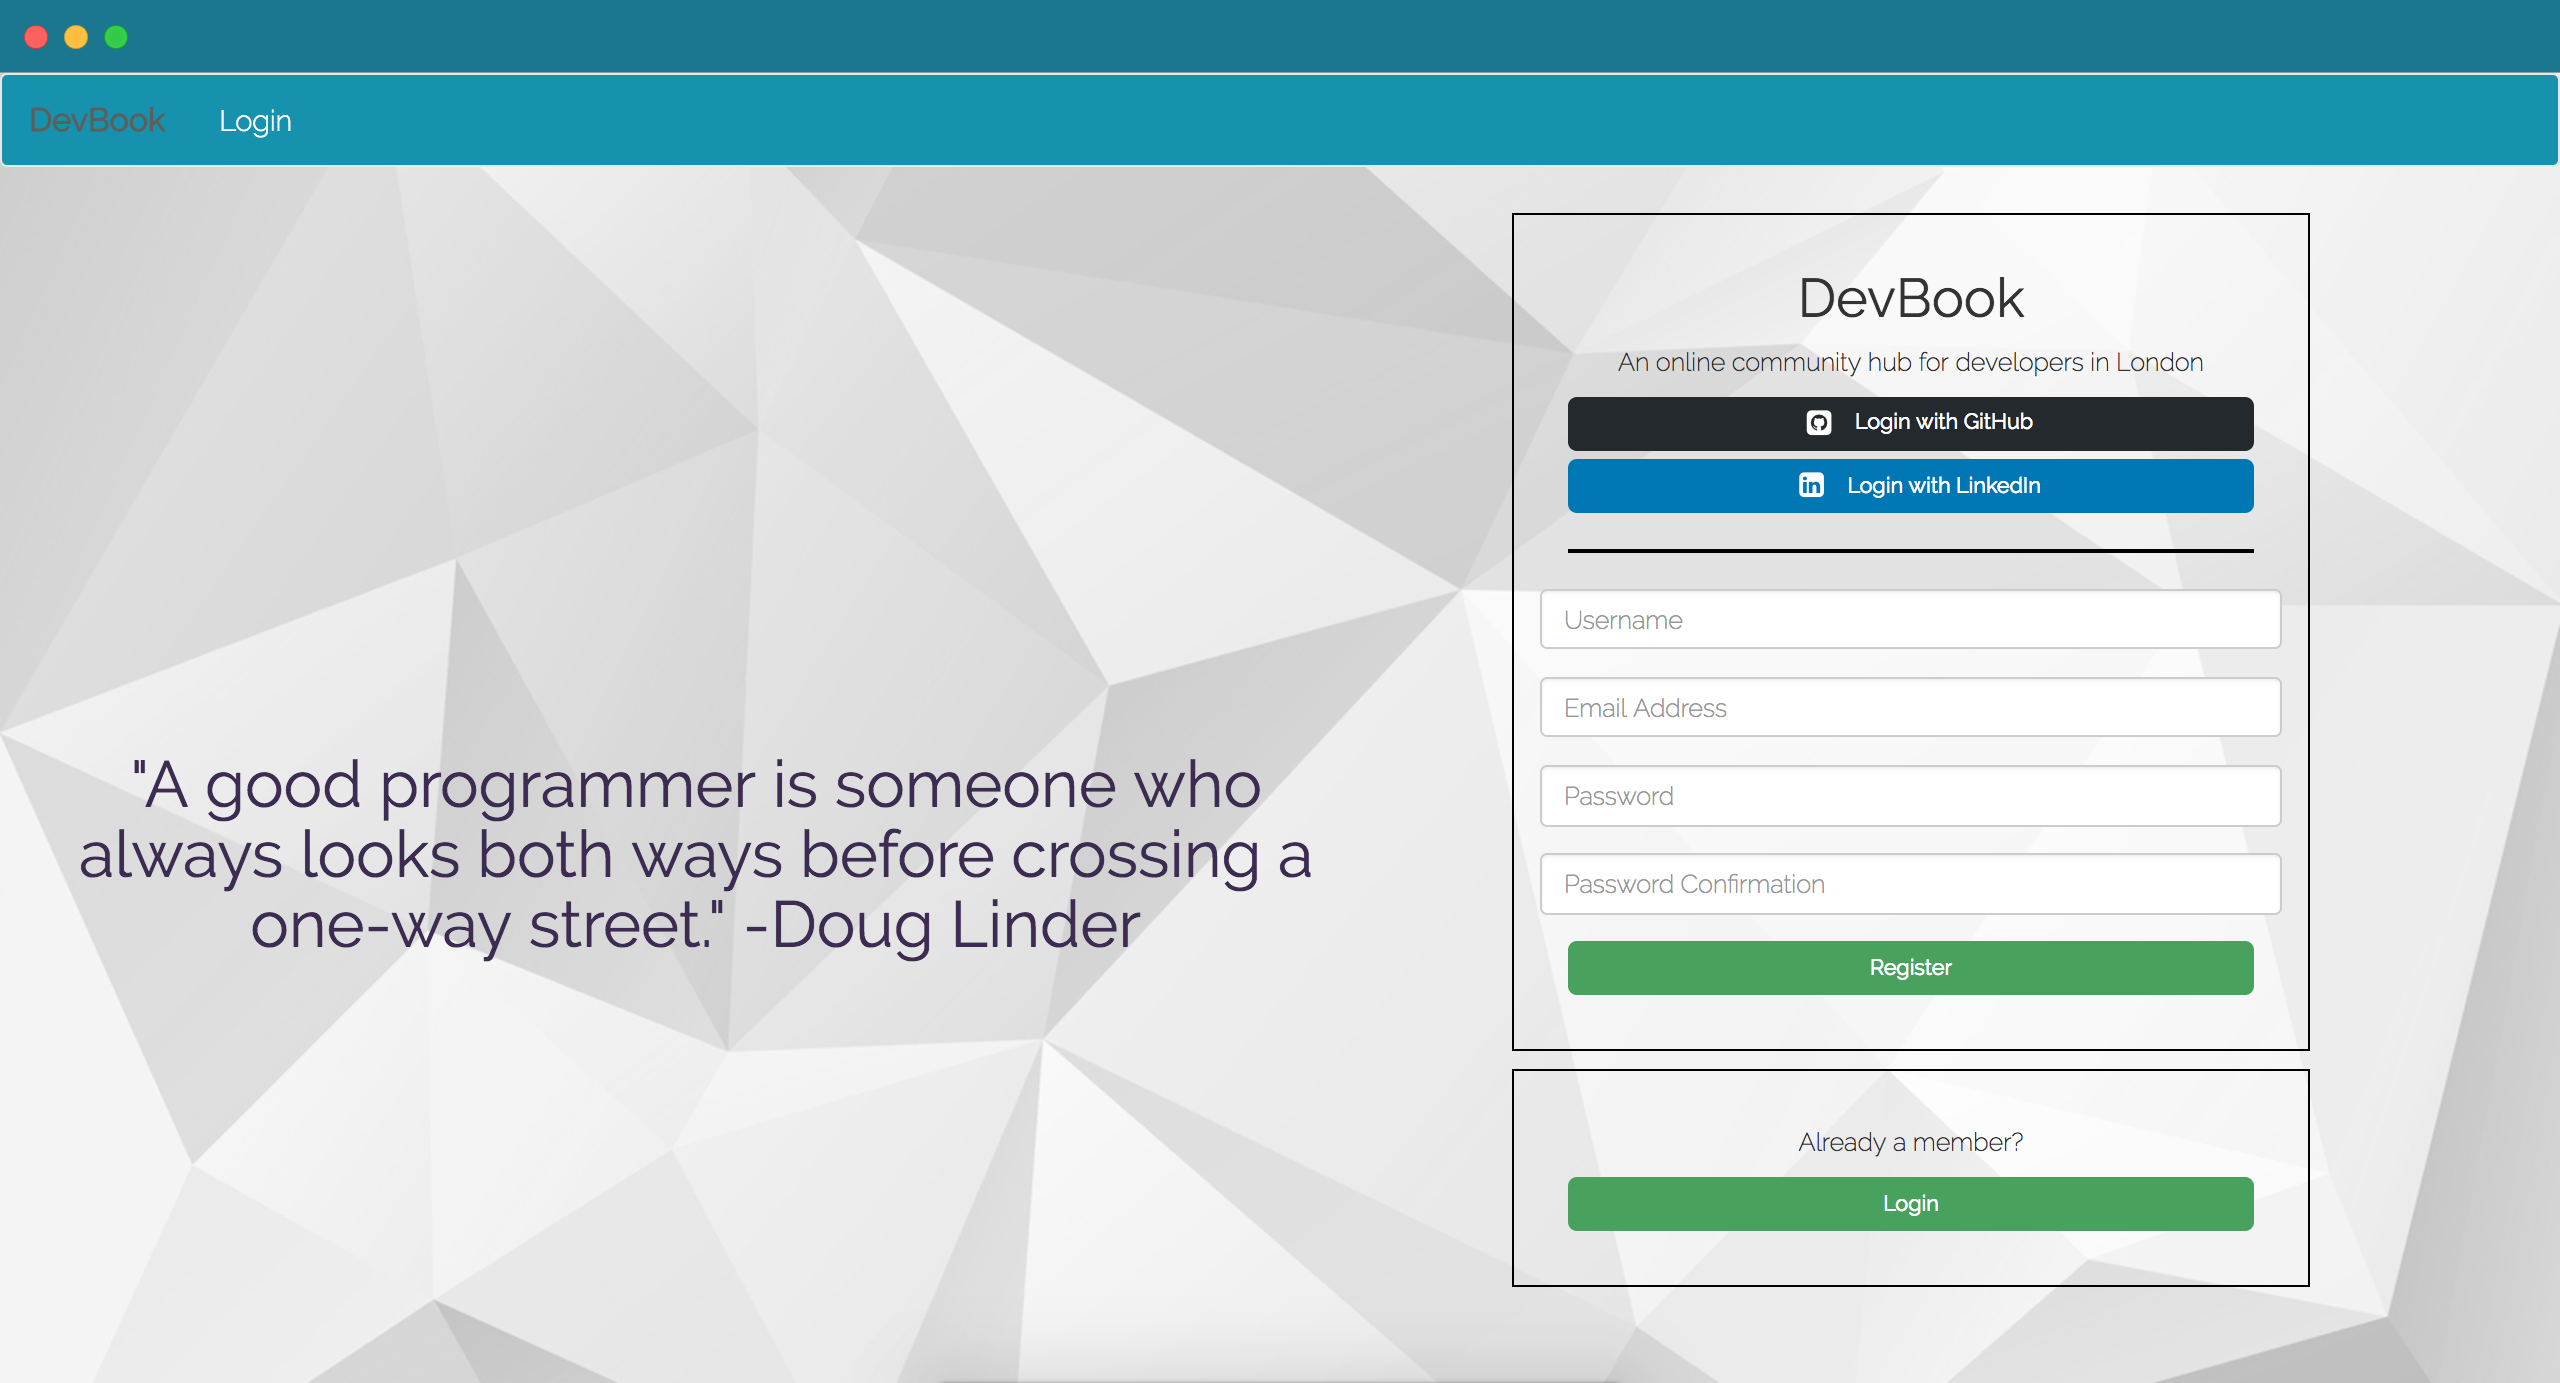 DevBook Login
"A good programmer is someone who
always looks both ways before crossing a
one-way street." -Doug Linder
DevBook
An online community hub for developers in London
Login with GitHub
in Login with LinkedIn
Username
Email Address
Password
Password Confirmation
Register
Already a member?
Login